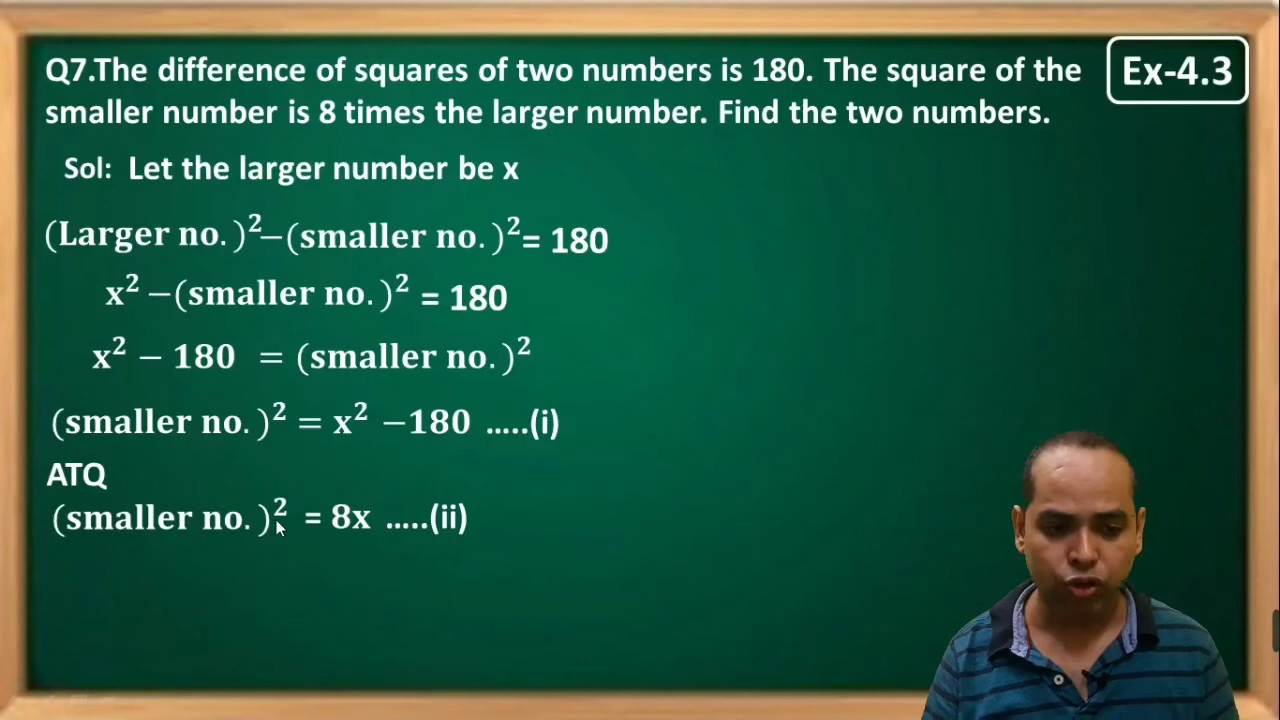 Q7.The difference of squares of two numbers is 180. The square of the
smaller number is 8 times the larger number. Find the two numbers.
Ex-4.3
Sol: Let the larger number be x
(Larger no. )²−(smaller no. )²= 180
x² −(smaller no. )² = 180
x² − 180 = (smaller no. )²
(smaller no. )² = x² −180 .....(i)
ATQ
(smaller no. )² = 8x .....(ii)